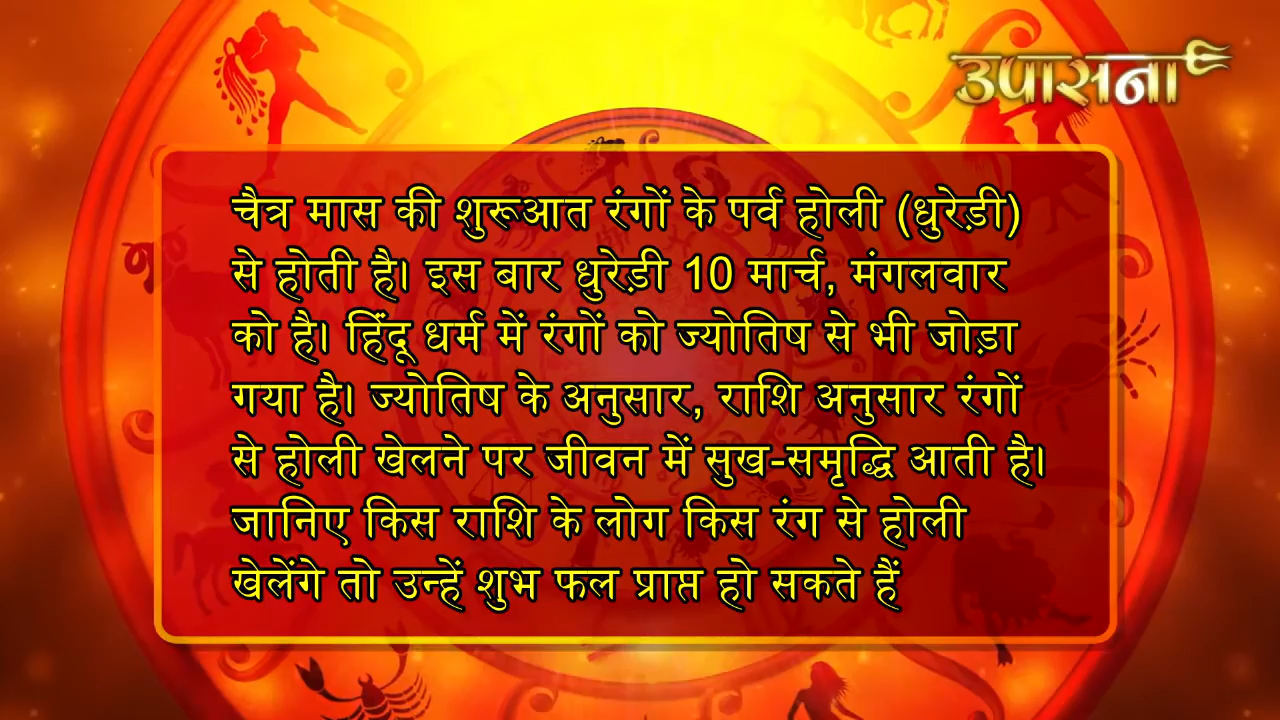 उपासना
चैत्र मास की शुरूआत रंगों के पर्व होली (धुरेड़ी)
से होती है। इस बार धुरेड़ी 10 मार्च, मंगलवार
को है। हिंदू धर्म में रंगों को ज्योतिष से भी जोड़ा
गया है। ज्योतिष के अनुसार, राशि अनुसार रंगों
से होली खेलने पर जीवन में सुख-समृद्धि आती है।
जानिए किस राशि के लोग किस रंग से होली
खेलेंगे तो उन्हें शुभ फल प्राप्त हो सकते हैं